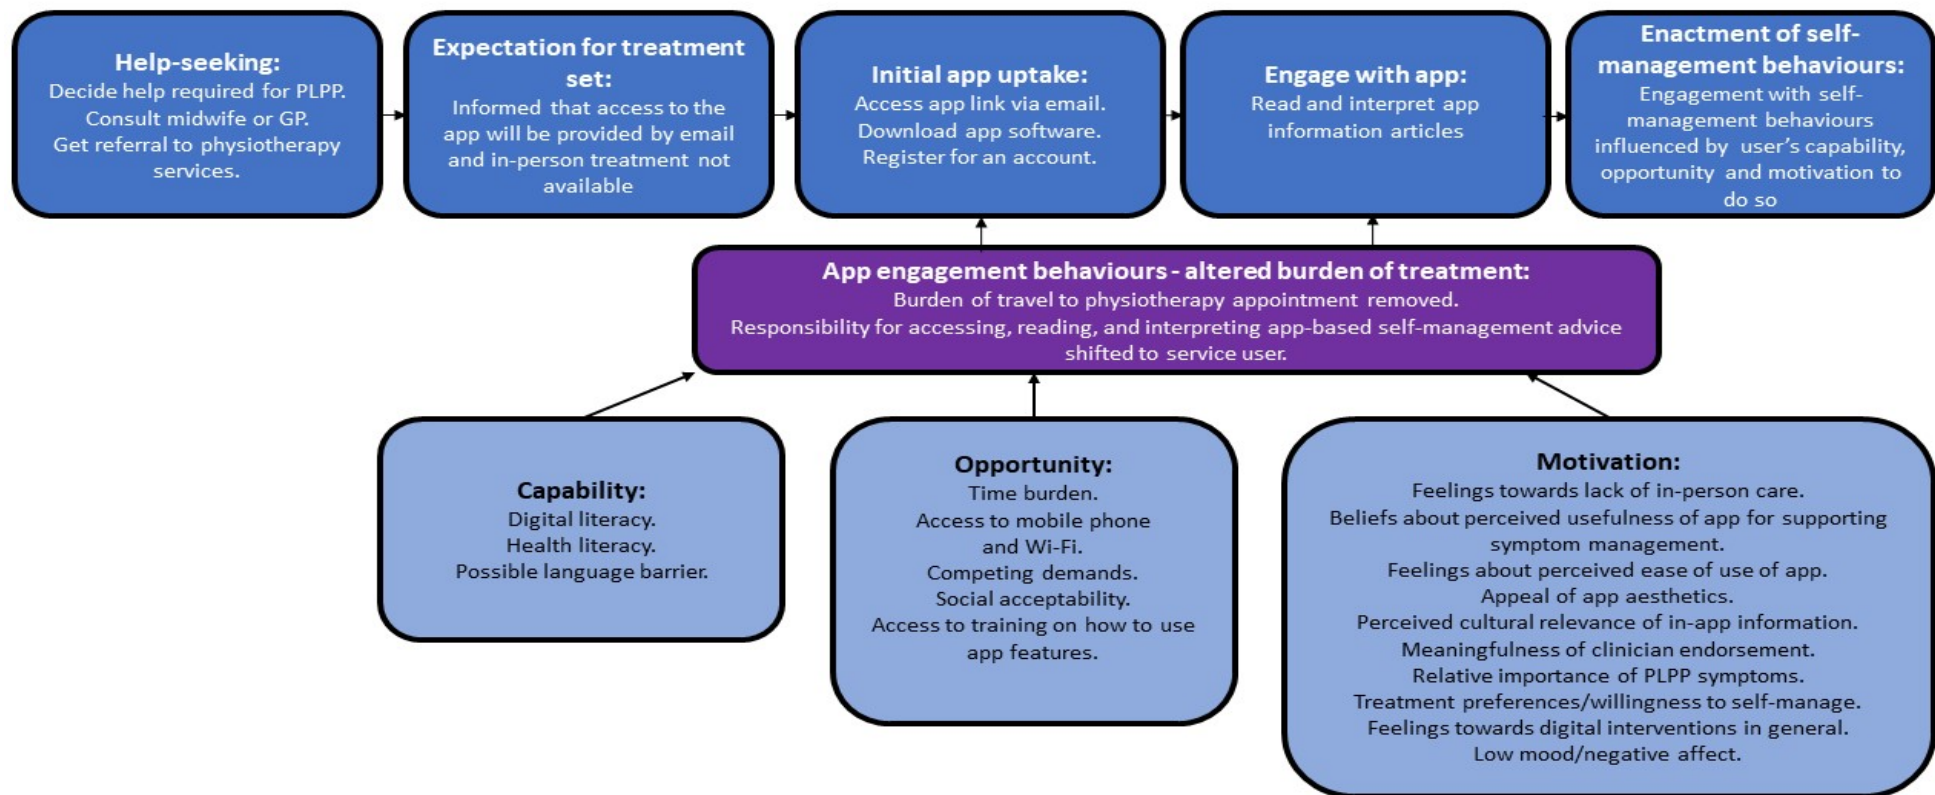 Help-seeking:
Decide help required for PLPP.
Consult midwife or GP.
Get referral to physiotherapy
services.
Expectation for treatment
set:
Informed that access to the
app will be provided by email
and in-person treatment not
available
Initial app uptake:
Access app link via email.
Download app software.
Register for an account.
Engage with app:
Read and interpret app
information articles
Enactment of self-
management behaviours:
Engagement with self-
management behaviours
influenced by user's capability,
opportunity and motivation to
do so
App engagement behaviours - altered burden of treatment:
Burden of travel to physiotherapy appointment removed.
Responsibility for accessing, reading, and interpreting app-based self-management advice
shifted to service user.
Capability:
Digital literacy.
Health literacy.
Possible language barrier.
Opportunity:
Time burden.
Access to mobile phone
and Wi-Fi.
Competing demands.
Social acceptability.
Access to training on how to use
app features.
Motivation:
Feelings towards lack of in-person care.
Beliefs about perceived usefulness of app for supporting
symptom management.
Feelings about perceived ease of use of app.
Appeal of app aesthetics.
Perceived cultural relevance of in-app information.
Meaningfulness of clinician endorsement.
Relative importance of PLPP symptoms.
Treatment preferences/willingness to self-manage.
Feelings towards digital interventions in general.
Low mood/negative affect.